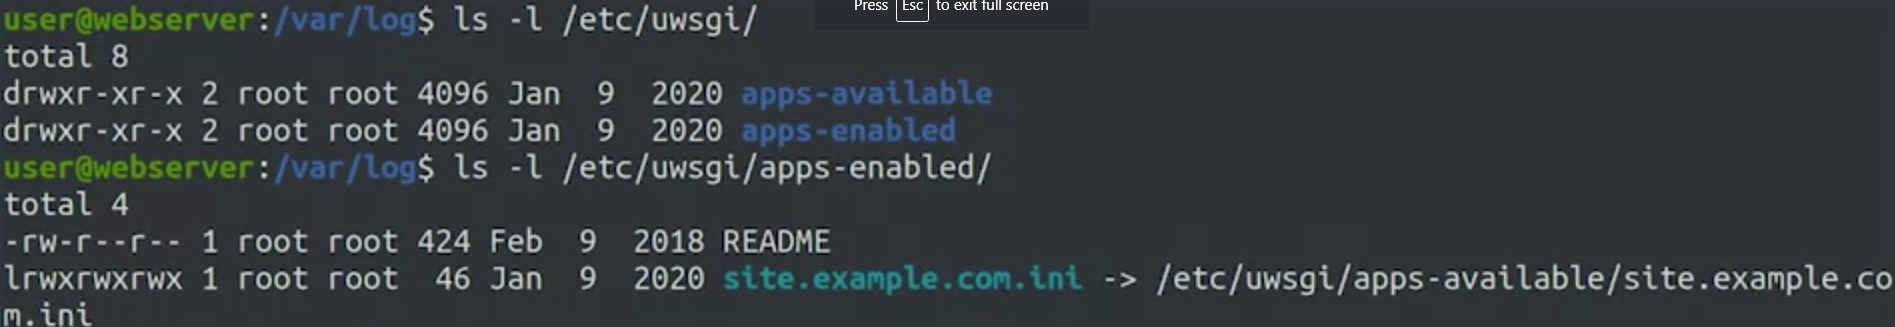 Press Esc to exit full screen
user@webserver:/var/log$ ls -l /etc/uwsgi/
total 8
drwxr-xr-x 2 root root 4096 Jan  9  2020 apps-available
drwxr-xr-x 2 root root 4096 Jan  9  2020 apps-enabled
user@webserver:/var/log$ ls -l /etc/uwsgi/apps-enabled/
total 4
-rw-r--r-- 1 root root 424 Feb  9  2018 README
lrwxrwxrwx 1 root root  46 Jan  9  2020 site.example.com.ini -> /etc/uwsgi/apps-available/site.example.co
m.ini